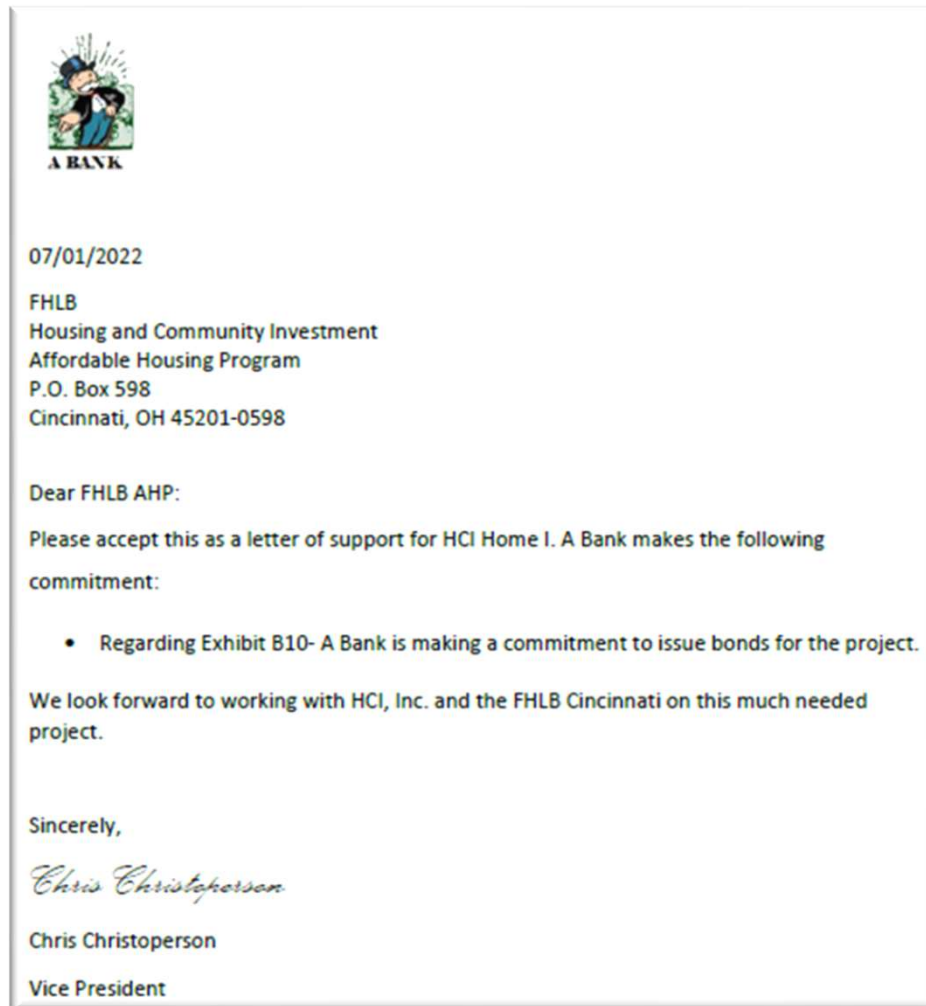 A BANK
07/01/2022
FHLB
Housing and Community Investment
Affordable Housing Program
P.O. Box 598
Cincinnati, OH 45201-0598
Dear FHLB AHP:
Please accept this as a letter of support for HCI Home I. A Bank makes the following
commitment:
• Regarding Exhibit B10- A Bank is making a commitment to issue bonds for the project.
We look forward to working with HCI, Inc. and the FHLB Cincinnati on this much needed
project.
Sincerely,
Chris Christoperson
Chris Christoperson
Vice President